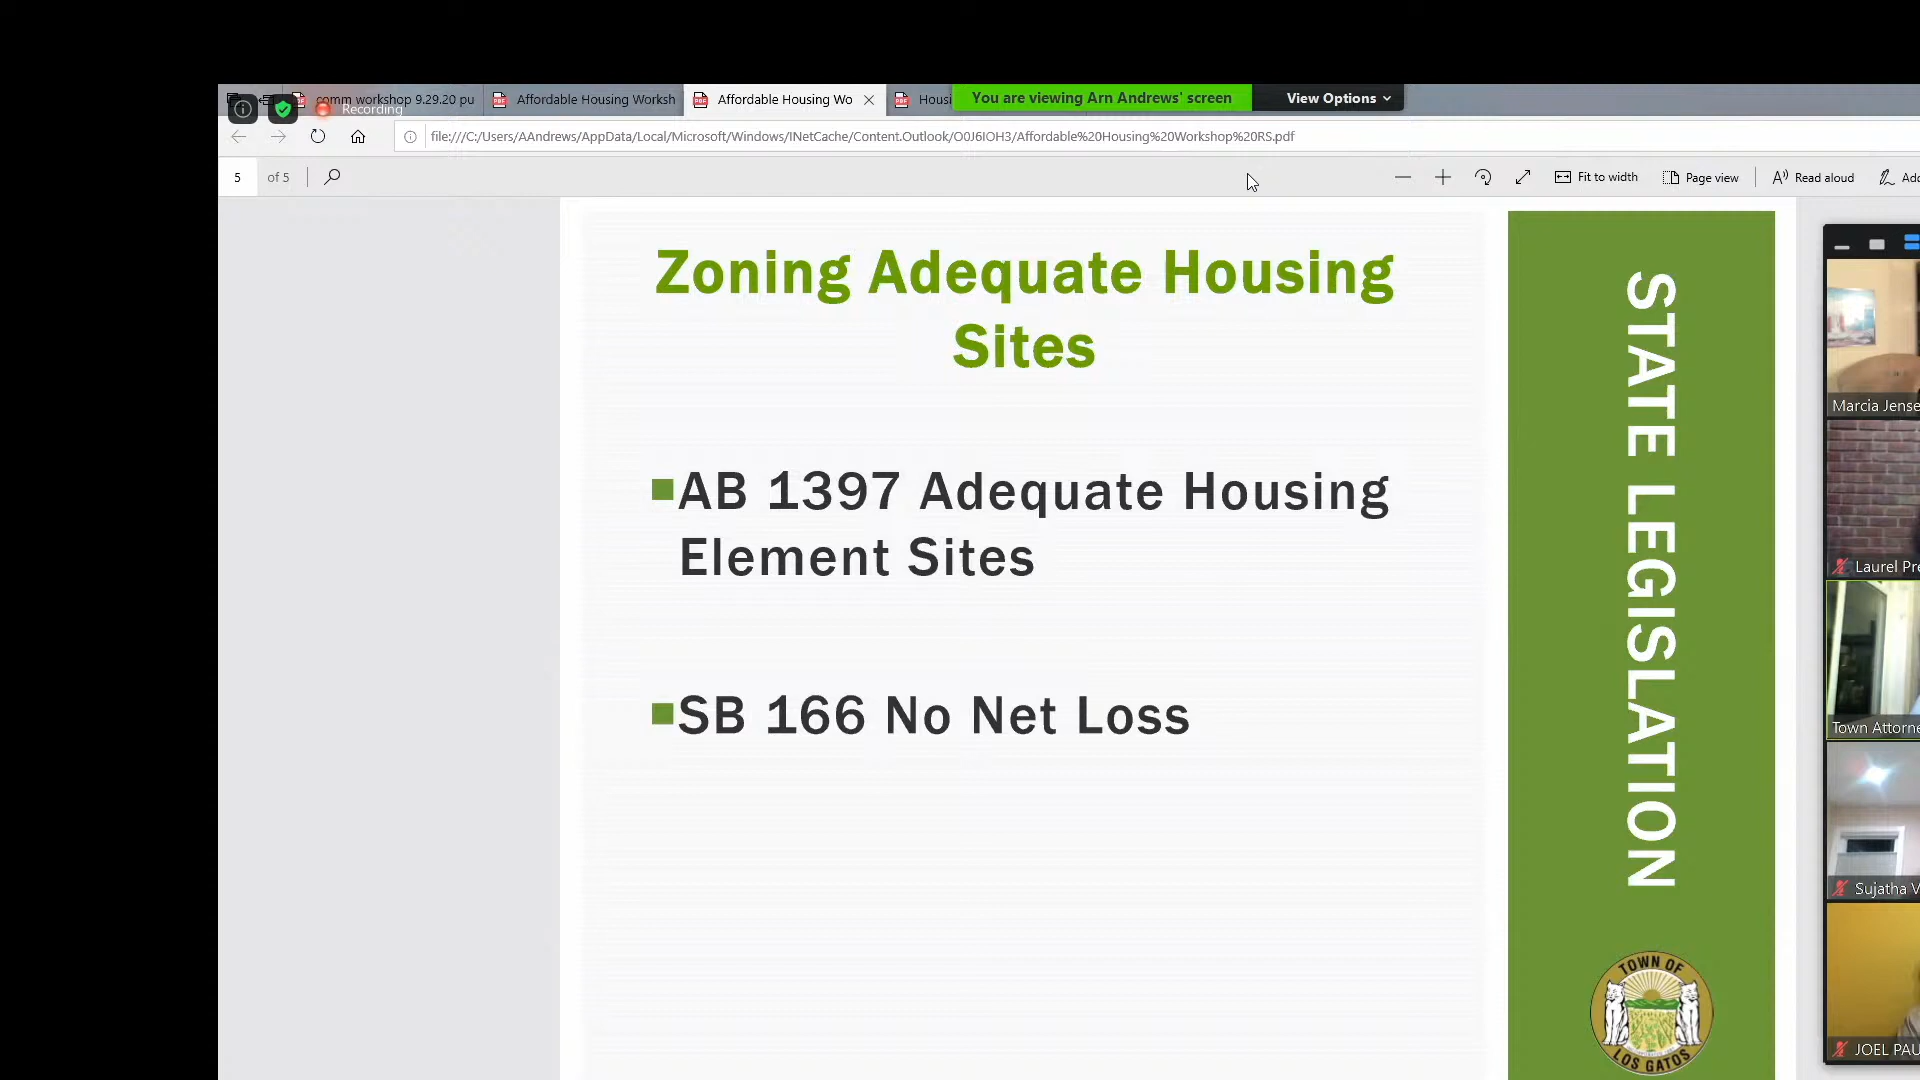 comm workshop 9.29.20 pu
Affordable Housing Worksh
Affordable Housing Wo
Housi
You are viewing Arn Andrews' screen
View Options
Recording
file:///C:/Users/AAndrews/AppData/Local/Microsoft/Windows/INetCache/Content.Outlook/O0J6IOH3/Affordable%20Housing%20Workshop%20RS.pdf
5 of 5
Fit to width
Page view
Read aloud
Add
Zoning Adequate Housing
Sites
AB 1397 Adequate Housing
Element Sites
SB 166 No Net Loss
STATE LEGISLATION
TOWN OF
LOS GATOS
Marcia Jense
Laurel Pre
Town Attorne
Sujatha V
JOEL PAU